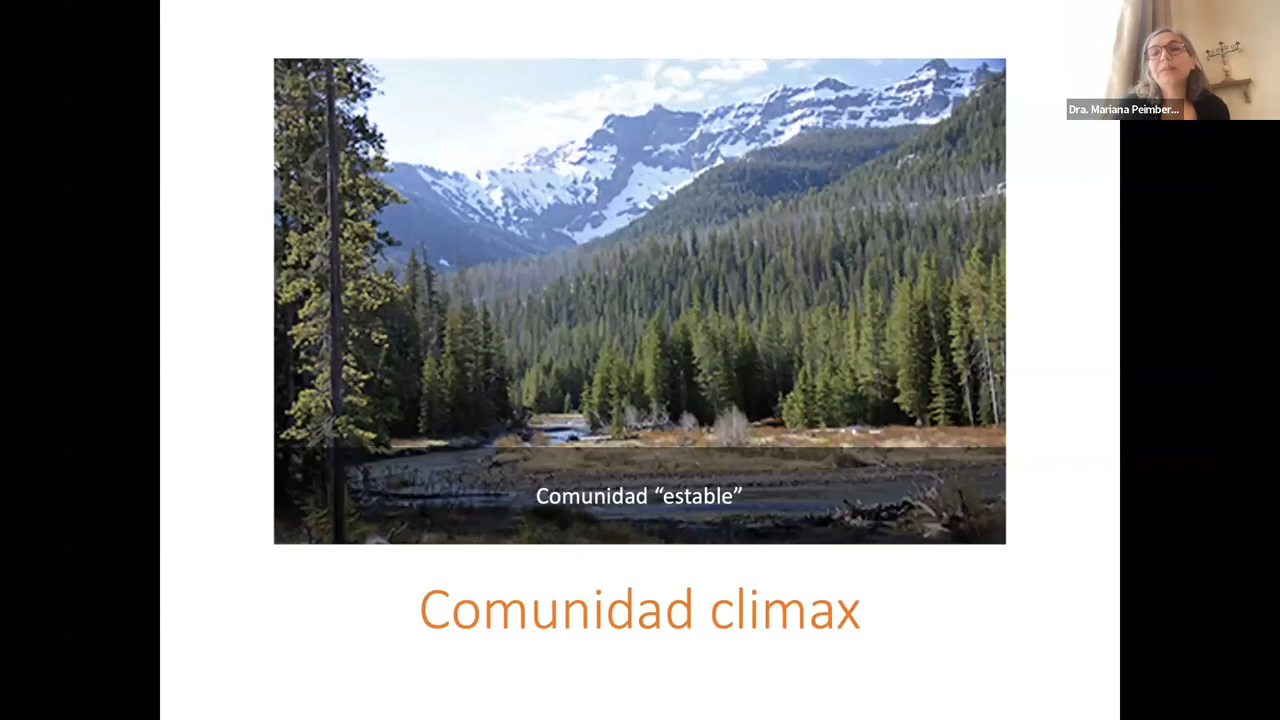 Dra. Mariana Peimber...
Comunidad “estable”
Comunidad climax